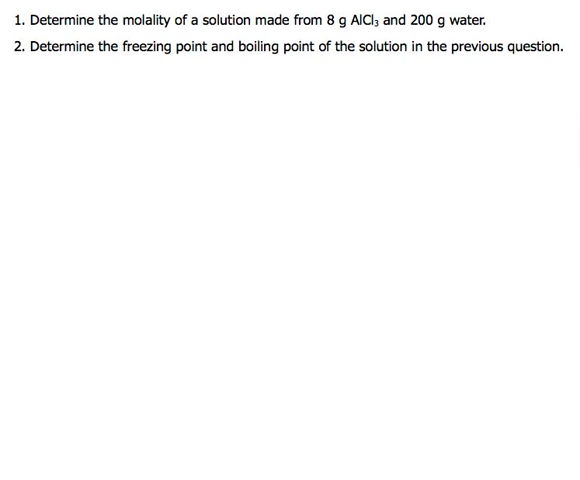 1. Determine the molality of a solution made from 8 g AlCl₃ and 200 g water.
2. Determine the freezing point and boiling point of the solution in the previous question.